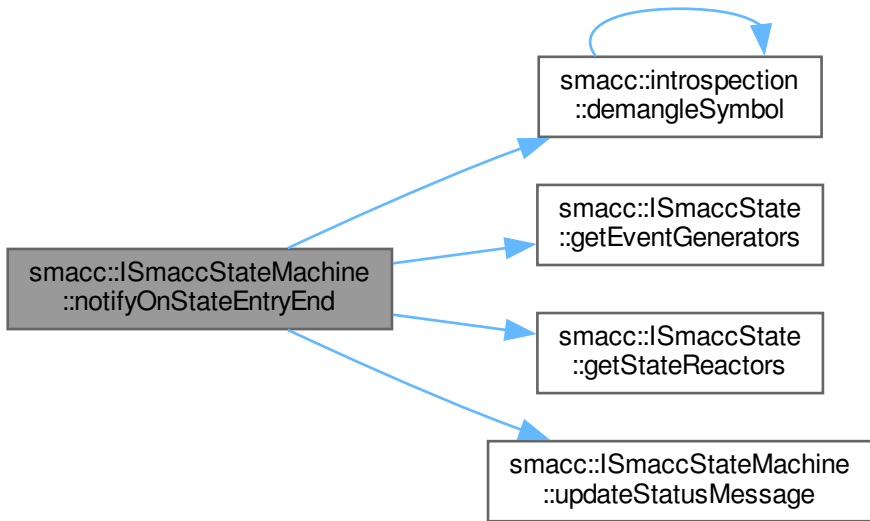 smacc::introspection
::demangleSymbol
smacc::ISmaccState
::getEventGenerators
smacc::ISmaccStateMachine
::notifyOnStateEntryEnd
smacc::ISmaccState
::getStateReactors
smacc::ISmaccStateMachine
::updateStatusMessage